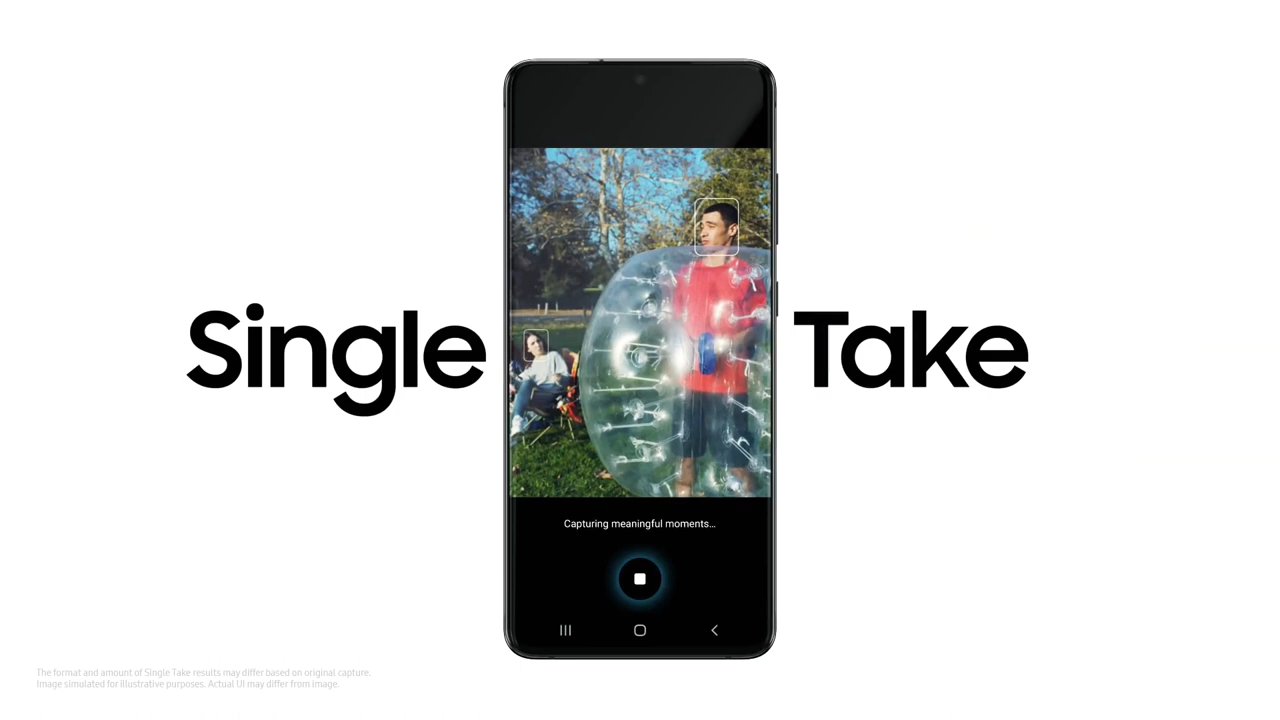 Single Take
Capturing meaningful moments...
The format and amount of Single Take results may differ based on original capture.
Image simulated for illustrative purposes. Actual UI may differ from image.